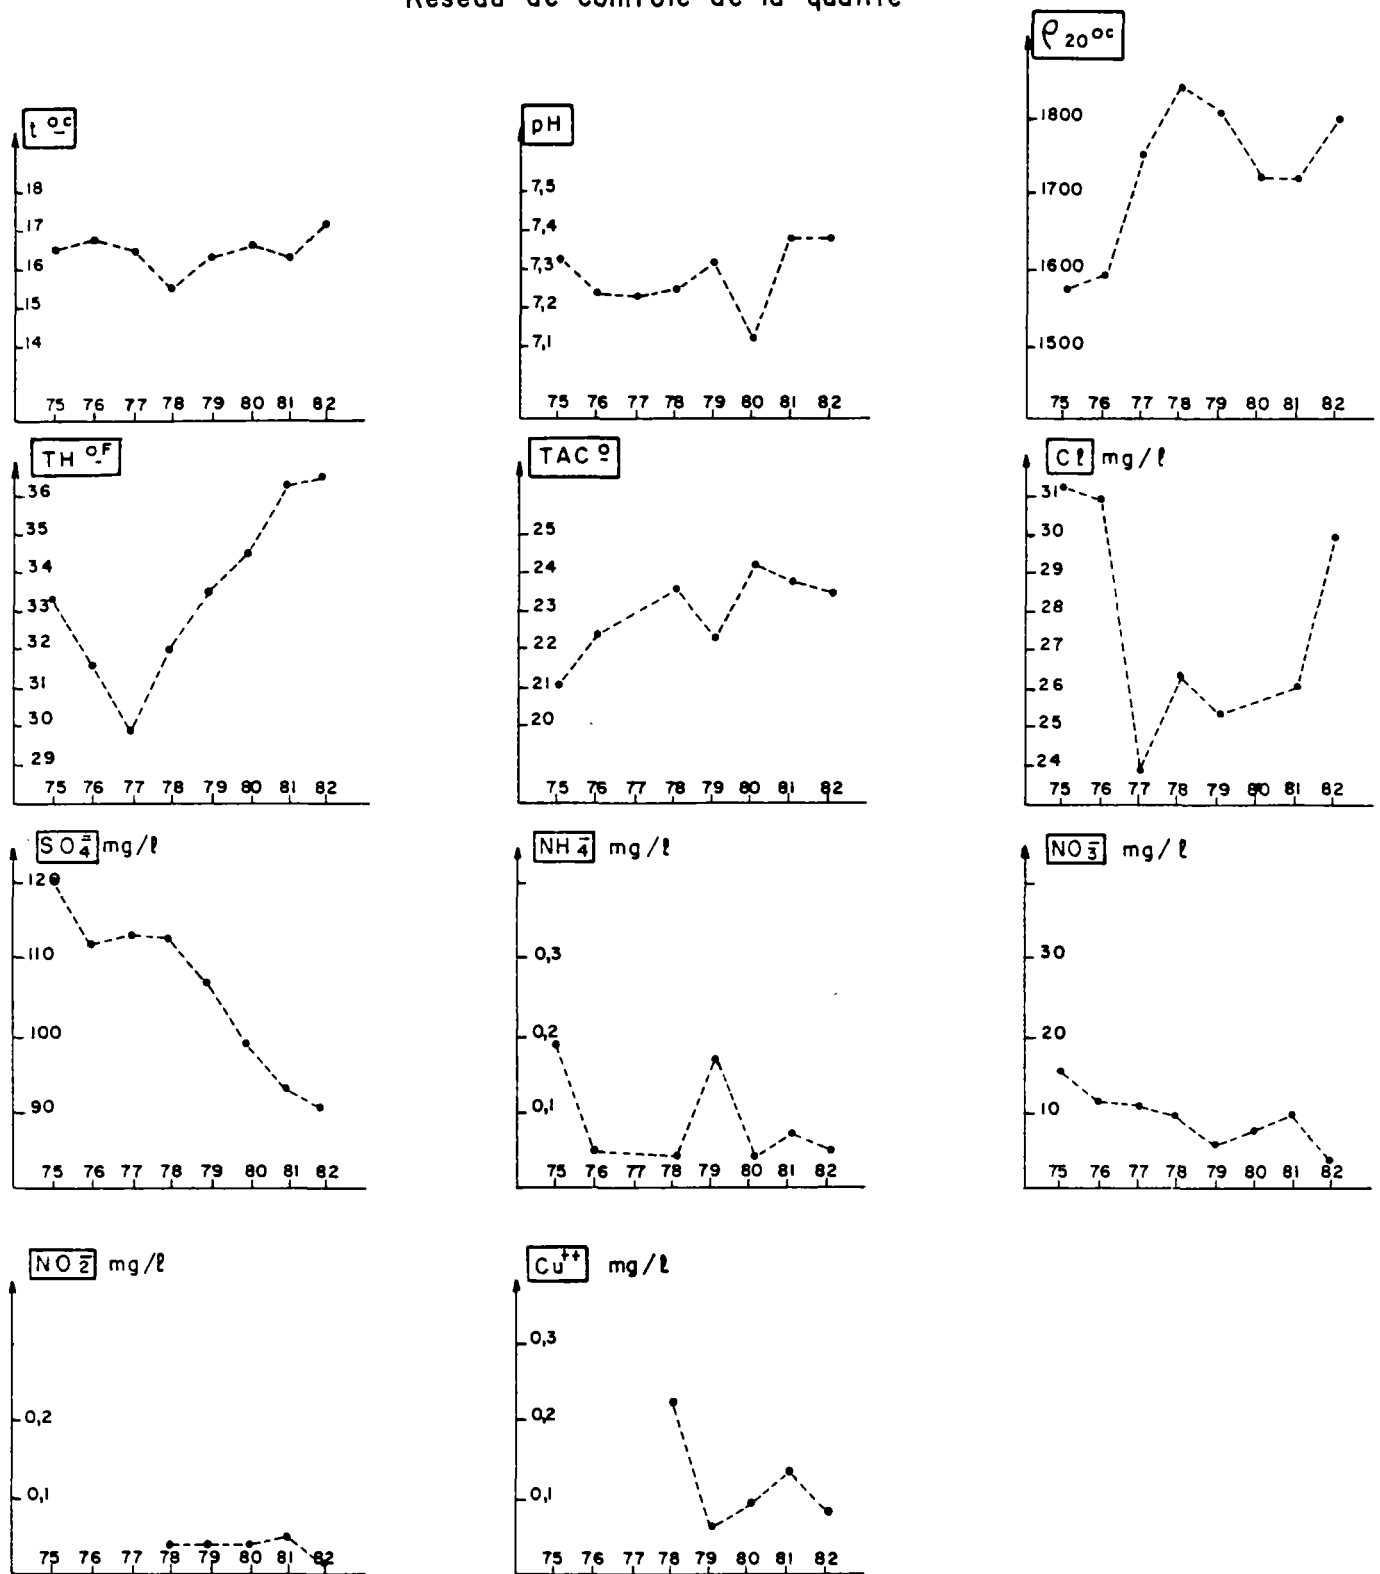 Réseau de contrôle de la qualité
t °C
18
17
16
15
14
75 76 77 78 79 80 81 82
pH
7,5
7,4
7,3
7,2
7,1
75 76 77 78 79 80 81 82
ρ 20 °C
1800
1700
1600
1500
75 76 77 78 79 80 81 82
TH °F
36
35
34
33
32
31
30
29
75 76 77 78 79 80 81 82
TAC °
25
24
23
22
21
20
75 76 77 78 79 80 81 82
Cℓ mg/ℓ
31
30
29
28
27
26
25
24
75 76 77 78 79 80 81 82
SO₄⁼ mg/ℓ
120
110
100
90
75 76 77 78 79 80 81 82
NH₄⁻ mg/ℓ
0,3
0,2
0,1
75 76 77 78 79 80 81 82
NO₃⁻ mg/ℓ
30
20
10
75 76 77 78 79 80 81 82
NO₂⁻ mg/ℓ
0,2
0,1
75 76 77 78 79 80 81 82
Cu⁺⁺ mg/ℓ
0,3
0,2
0,1
75 76 77 78 79 80 81 82